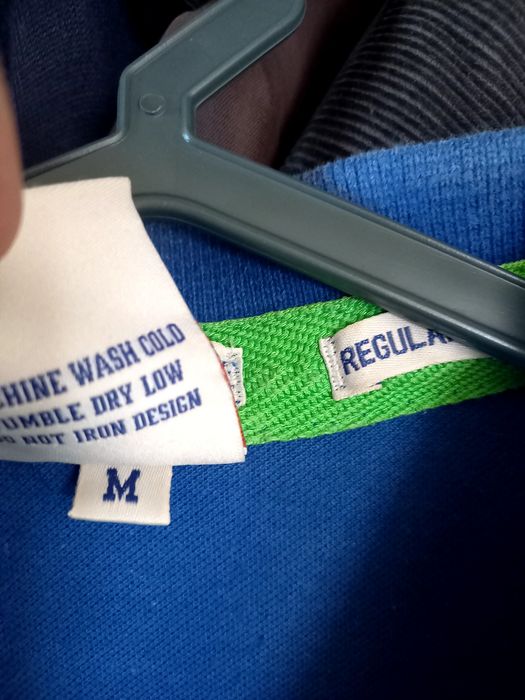 CHINE WASH COLD
UMBLE DRY LOW
O NOT IRON DESIGN
M
REGULA